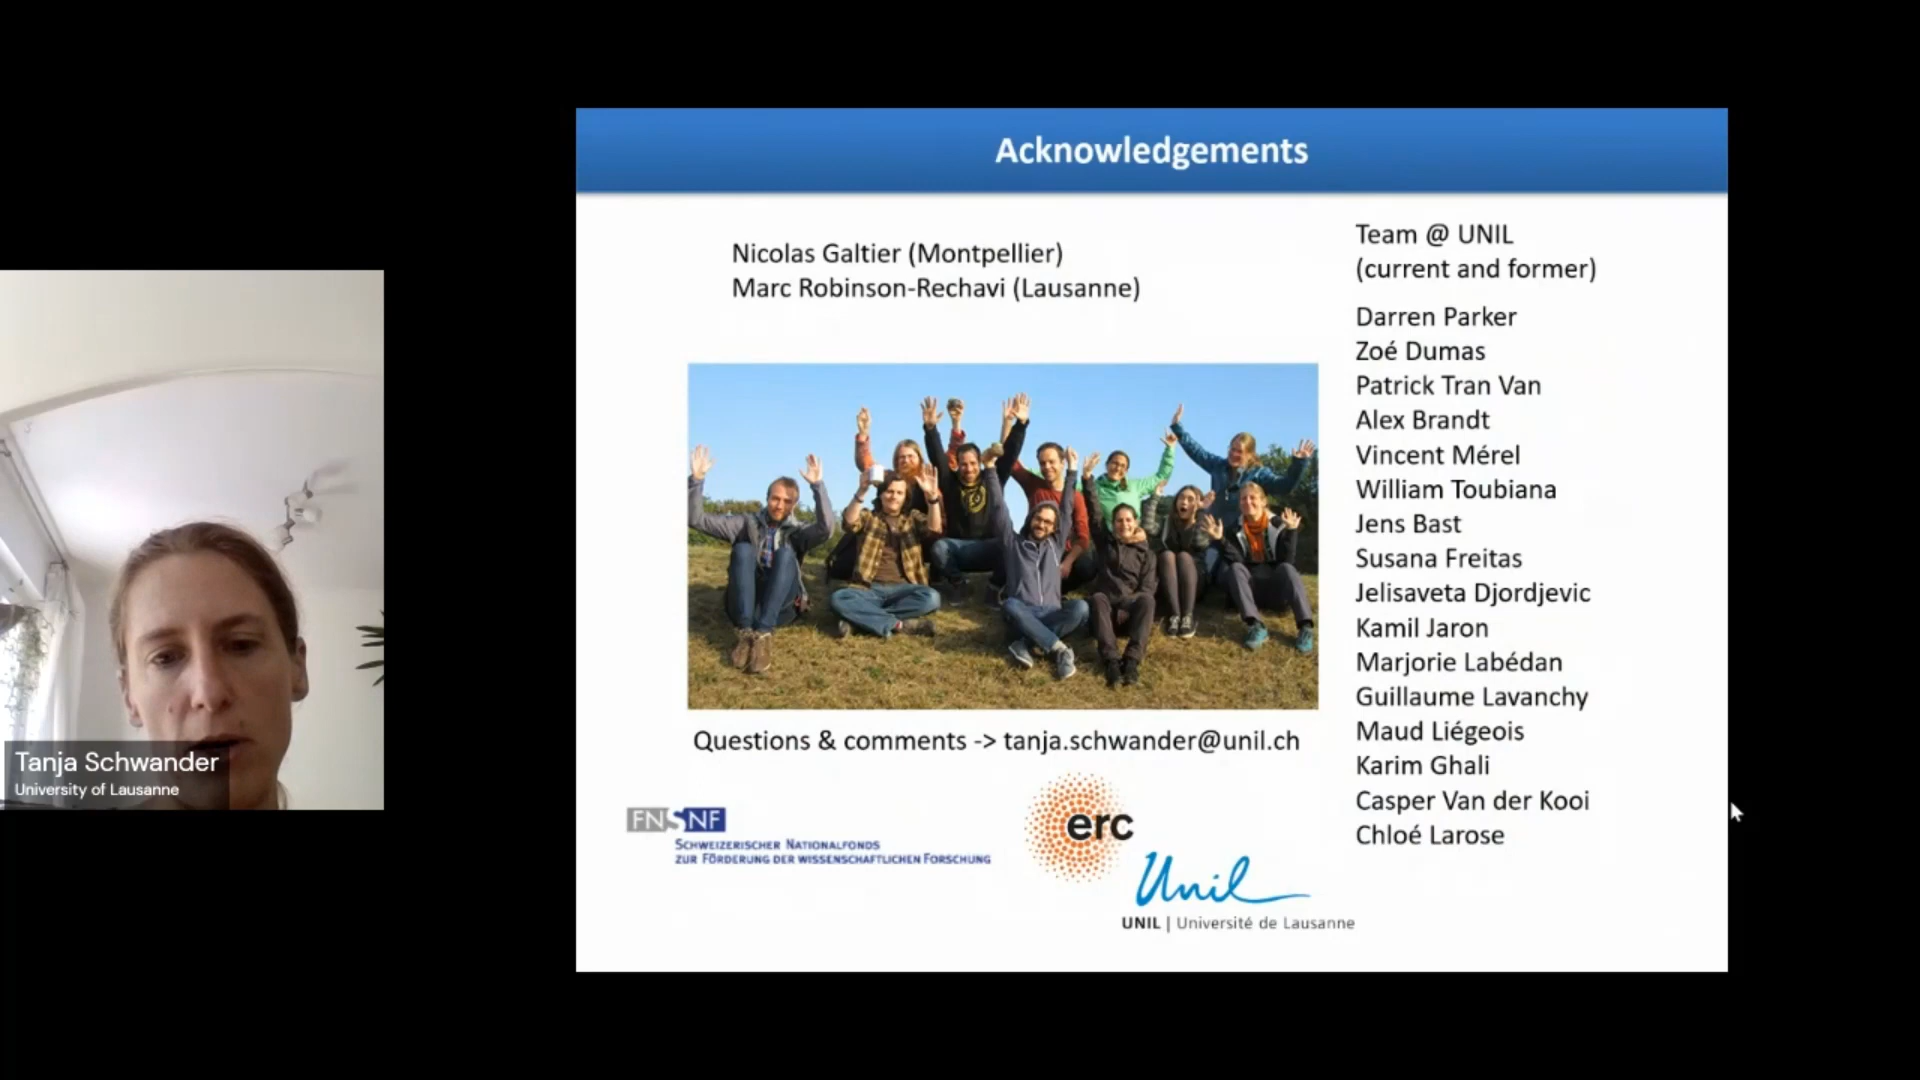 Acknowledgements
Nicolas Galtier (Montpellier)
Marc Robinson-Rechavi (Lausanne)
Team @ UNIL
(current and former)
Darren Parker
Zoé Dumas
Patrick Tran Van
Alex Brandt
Vincent Mérel
William Toubiana
Jens Bast
Susana Freitas
Jelisaveta Djordjevic
Kamil Jaron
Marjorie Labédan
Guillaume Lavanchy
Maud Liégeois
Karim Ghali
Casper Van der Kooi
Chloé Larose
Questions & comments -> tanja.schwander@unil.ch
FNSNF
SCHWEIZERISCHER NATIONALFONDS
ZUR FÖRDERUNG DER WISSENSCHAFTLICHEN FORSCHUNG
erc
Unil
UNIL | Université de Lausanne
Tanja Schwander
University of Lausanne